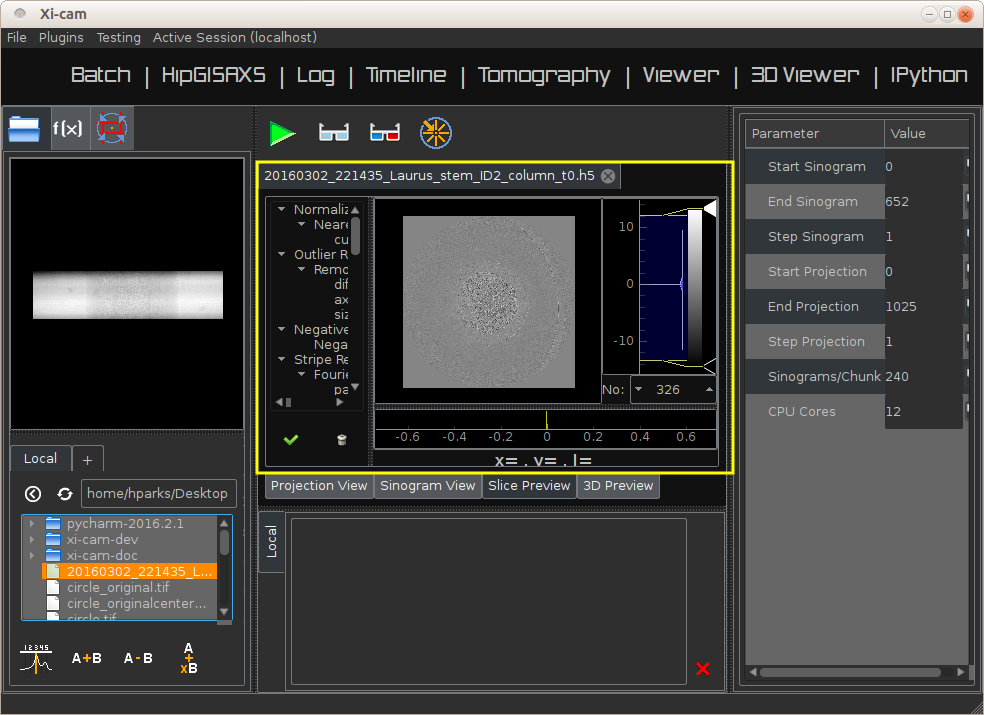 Xi-cam
File Plugins Testing Active Session (localhost)
Batch | HipGISAXS | Log | Timeline | Tomography | Viewer | 3D Viewer | IPython
f(x)
20160302_221435_Laurus_stem_ID2_column_t0.h5
Normaliz
Neare
cu
Outlier R
Remo
dif
ax
siz
Negative
Nega
Stripe Re
Fourie
pa
10
0
-10
No: 326
-0.6 -0.4 -0.2 0 0.2 0.4 0.6
x= , y= , I=
Projection View Sinogram View Slice Preview 3D Preview
Local
Parameter Value
Start Sinogram 0
End Sinogram 652
Step Sinogram 1
Start Projection 0
End Projection 1025
Step Projection 1
Sinograms/Chunk 240
CPU Cores 12
Local +
home/hparks/Desktop
pycharm-2016.2.1
xi-cam-dev
xi-cam-doc
20160302_221435_L...
circle_original.tif
circle_originalcenter...
circle.tif
12345
A+B A-B A
+
xB